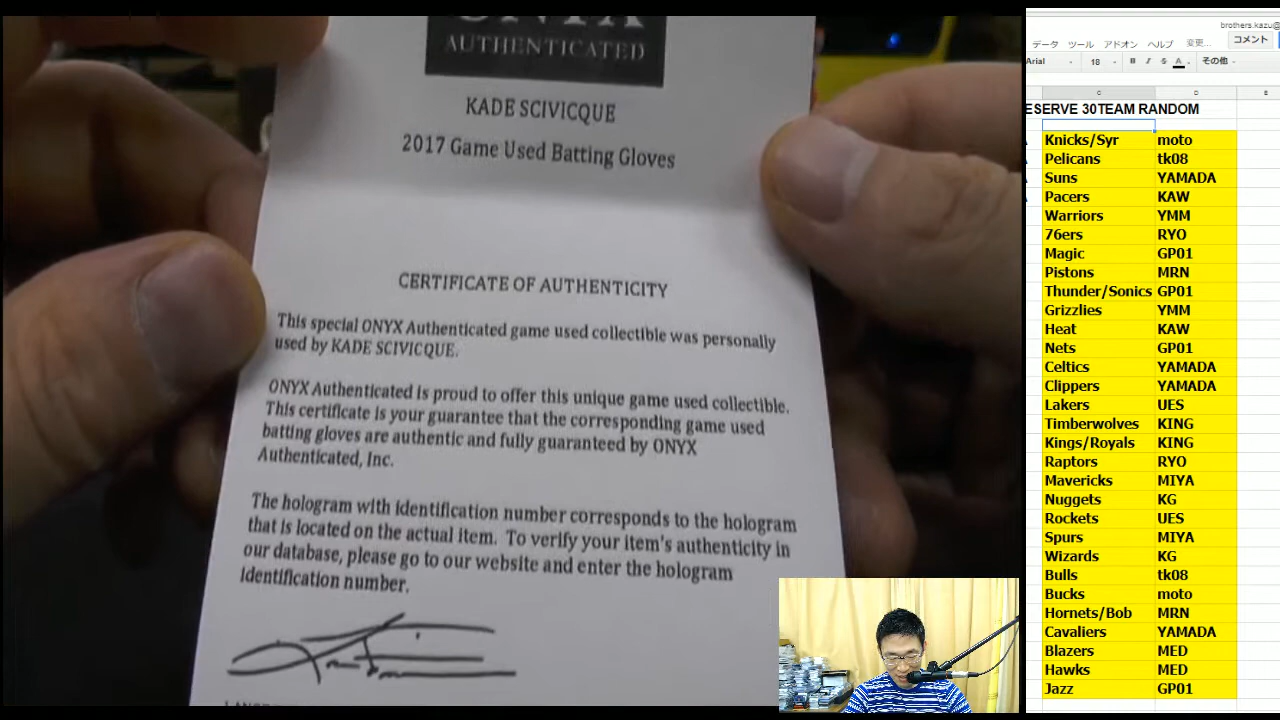 ONYX
AUTHENTICATED
KADE SCIVICQUE
2017 Game Used Batting Gloves
CERTIFICATE OF AUTHENTICITY
This special ONYX Authenticated game used collectible was personally
used by KADE SCIVICQUE.
ONYX Authenticated is proud to offer this unique game used collectible.
This certificate is your guarantee that the corresponding game used
batting gloves are authentic and fully guaranteed by ONYX
Authenticated, Inc.
The hologram with identification number corresponds to the hologram
that is located on the actual item. To verify your item's authenticity in
our database, please go to our website and enter the hologram
identification number.
brothers.kazu@
データ ツール アドオン ヘルプ 変更... コメント
Arial 18 B I S A その他
C D E
ESERVE 30TEAM RANDOM
Knicks/Syr moto
Pelicans tk08
Suns YAMADA
Pacers KAW
Warriors YMM
76ers RYO
Magic GP01
Pistons MRN
Thunder/Sonics GP01
Grizzlies YMM
Heat KAW
Nets GP01
Celtics YAMADA
Clippers YAMADA
Lakers UES
Timberwolves KING
Kings/Royals KING
Raptors RYO
Mavericks MIYA
Nuggets KG
Rockets UES
Spurs MIYA
Wizards KG
Bulls tk08
Bucks moto
Hornets/Bob MRN
Cavaliers YAMADA
Blazers MED
Hawks MED
Jazz GP01